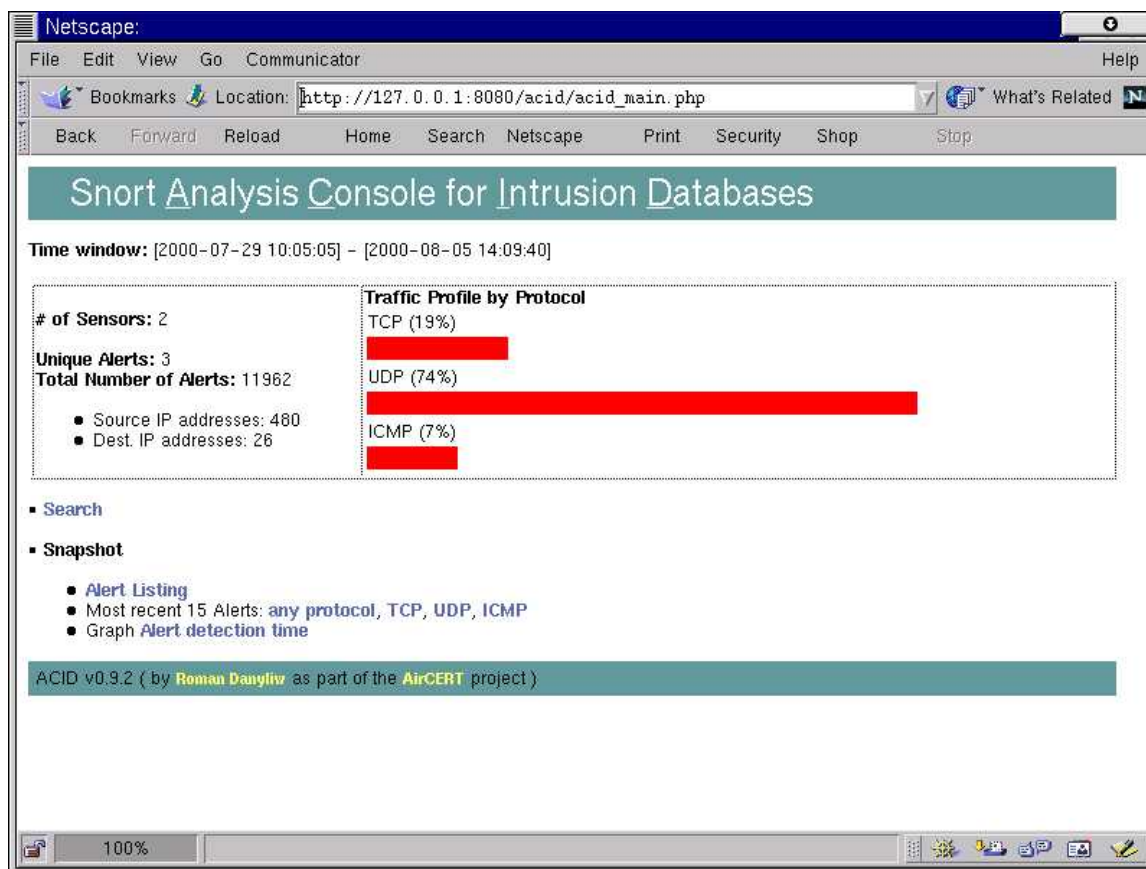 Netscape:
File Edit View Go Communicator Help
Bookmarks Location: http://127.0.0.1:8080/acid/acid_main.php What's Related N
Back Forward Reload Home Search Netscape Print Security Shop Stop
Snort Analysis Console for Intrusion Databases
Time window: [2000-07-29 10:05:05] - [2000-08-05 14:09:40]
# of Sensors: 2
Unique Alerts: 3
Total Number of Alerts: 11962
• Source IP addresses: 480
• Dest. IP addresses: 26
Traffic Profile by Protocol
TCP (19%)
UDP (74%)
ICMP (7%)
▪ Search
▪ Snapshot
• Alert Listing
• Most recent 15 Alerts: any protocol, TCP, UDP, ICMP
• Graph Alert detection time
ACID v0.9.2 ( by Roman Danyliw as part of the AirCERT project )
100%